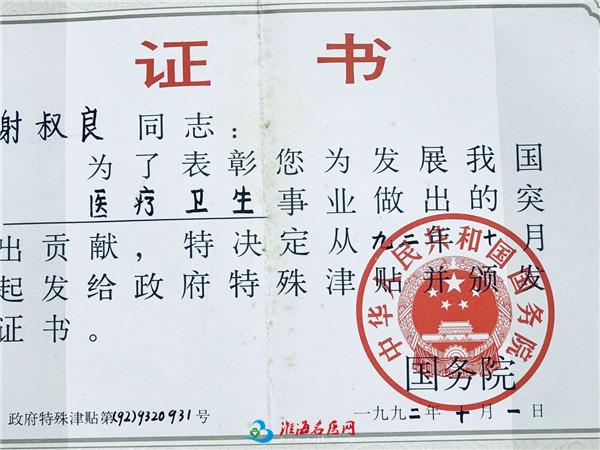 证书
谢叔良 同志：
为了表彰您为发展我国
医疗卫生事业做出的突
出贡献，特决定从九二年十月
起发给政府特殊津贴并颁发
证书。
中华人民共和国国务院
国务院
政府特殊津贴第(92)9320931号
一九九二年十月一日
淮海名医网